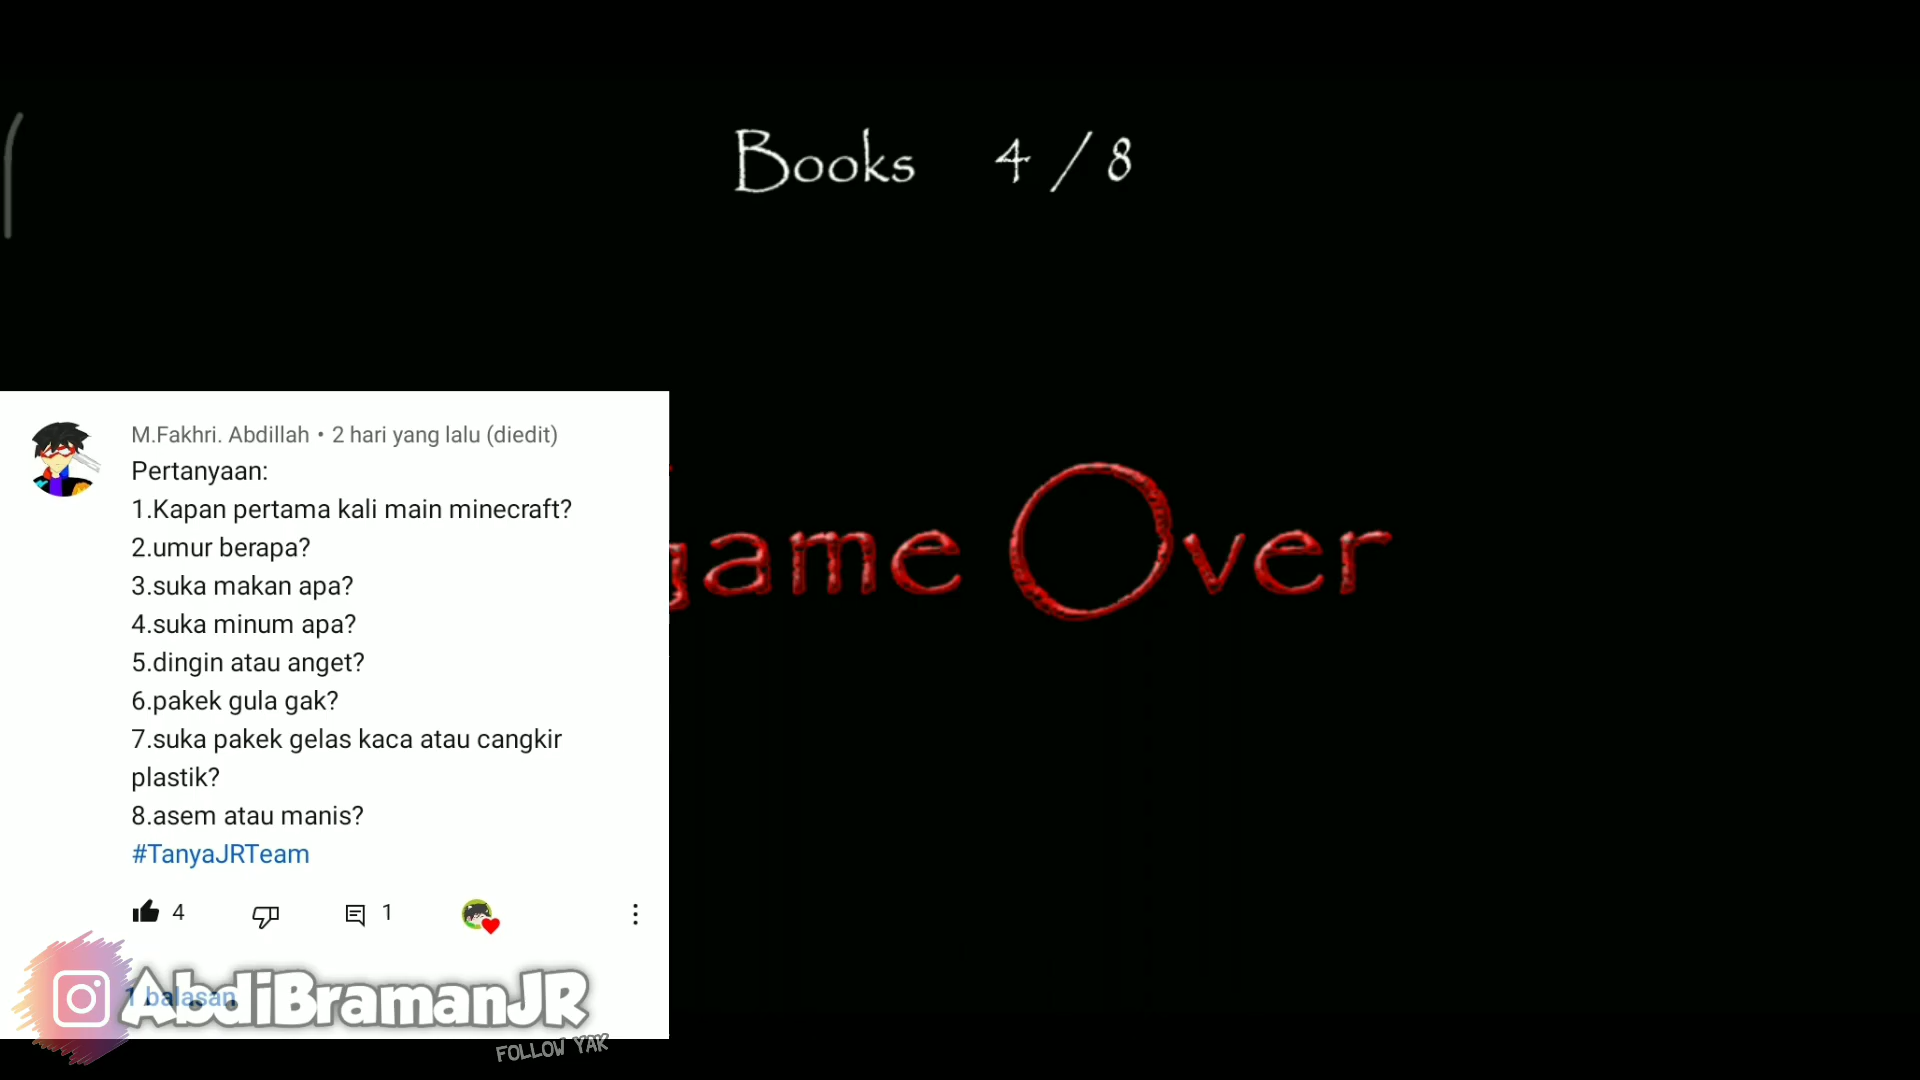 Books 4 / 8
game Over
M.Fakhri. Abdillah • 2 hari yang lalu (diedit)
Pertanyaan:
1.Kapan pertama kali main minecraft?
2.umur berapa?
3.suka makan apa?
4.suka minum apa?
5.dingin atau anget?
6.pakek gula gak?
7.suka pakek gelas kaca atau cangkir
plastik?
8.asem atau manis?
#TanyaJRTeam
4
1
1 balasan
AbdiBramanJR
FOLLOW YAK